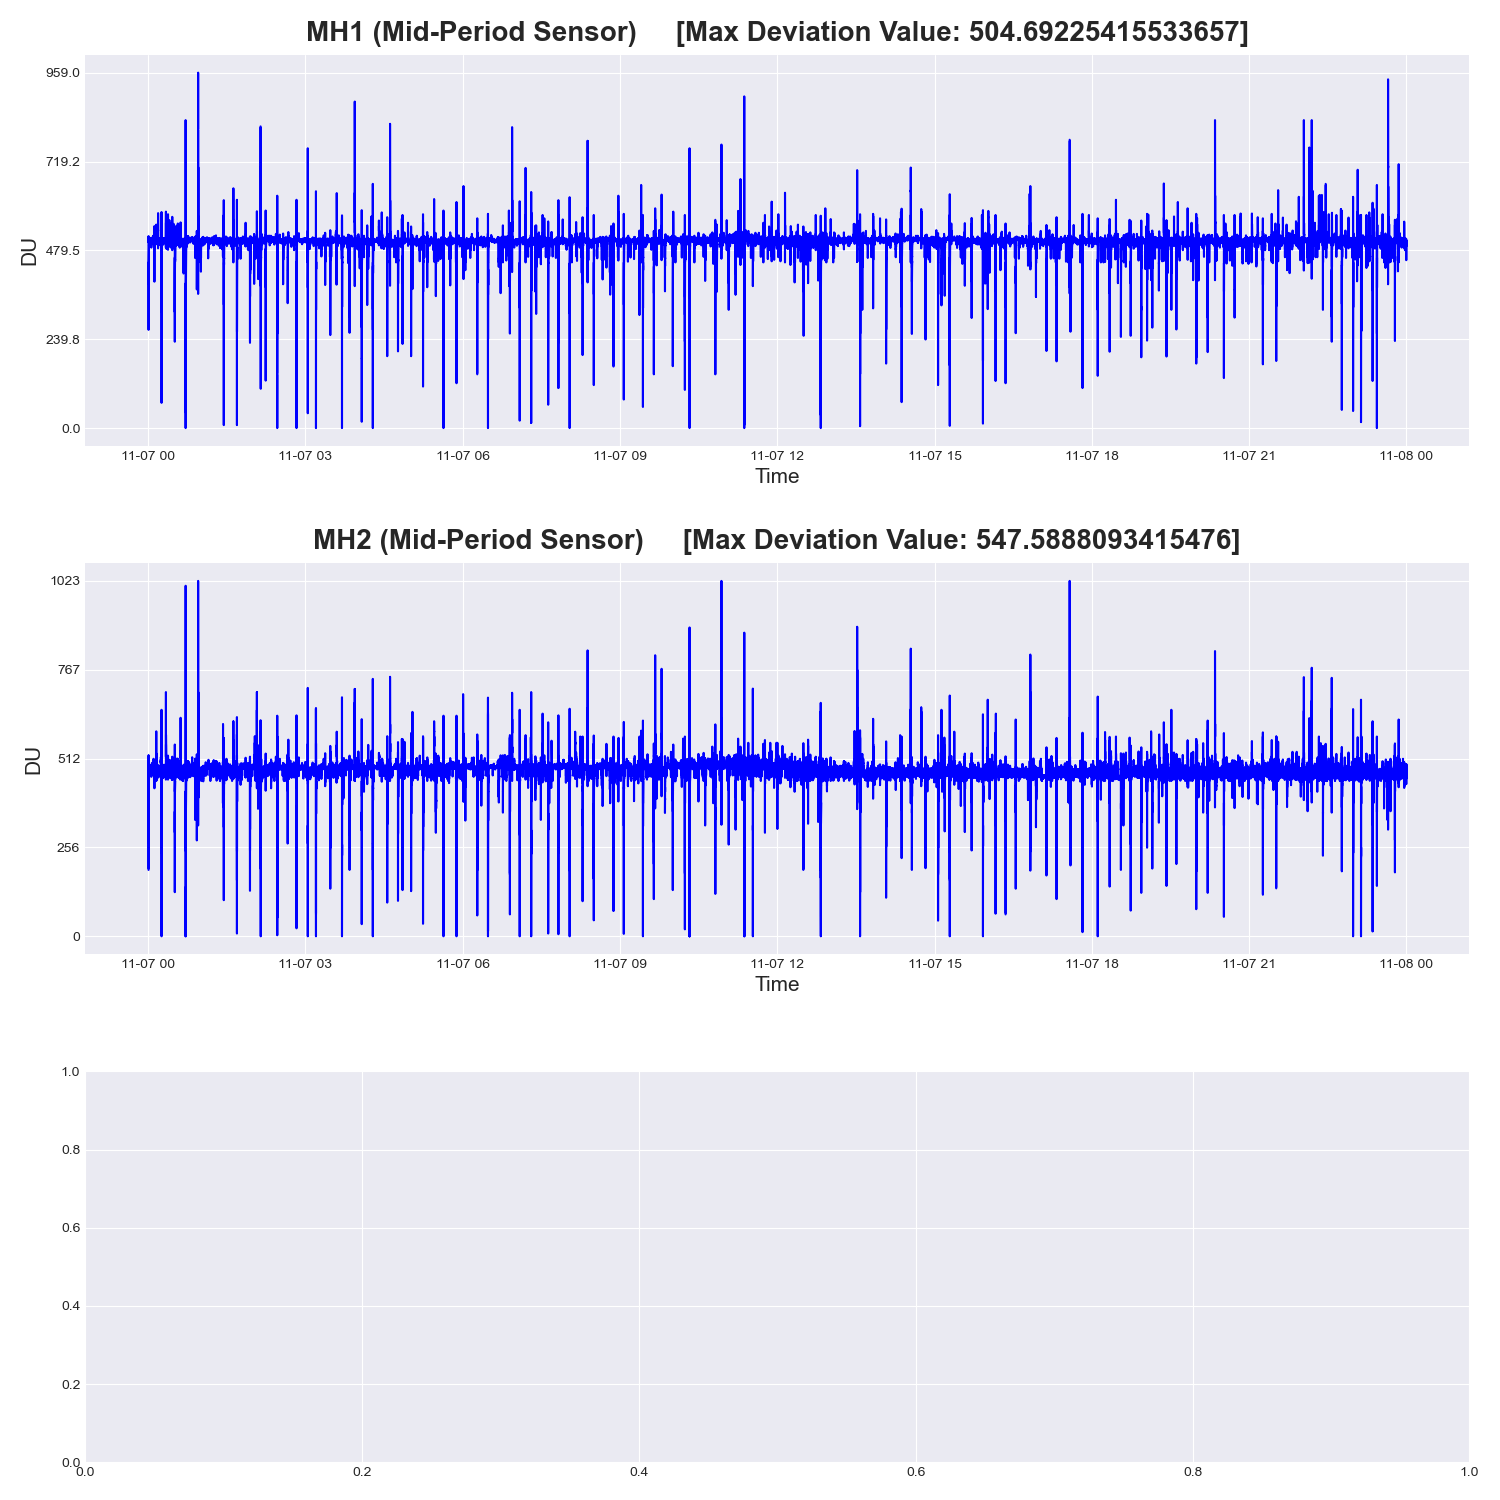 MH1 (Mid-Period Sensor) [Max Deviation Value: 504.69225415533657]
959.0
719.2
479.5
239.8
0.0
DU
11-07 00 11-07 03 11-07 06 11-07 09 11-07 12 11-07 15 11-07 18 11-07 21 11-08 00
Time
MH2 (Mid-Period Sensor) [Max Deviation Value: 547.5888093415476]
1023
767
512
256
0
DU
11-07 00 11-07 03 11-07 06 11-07 09 11-07 12 11-07 15 11-07 18 11-07 21 11-08 00
Time
1.0
0.8
0.6
0.4
0.2
0.0
0.0 0.2 0.4 0.6 0.8 1.0